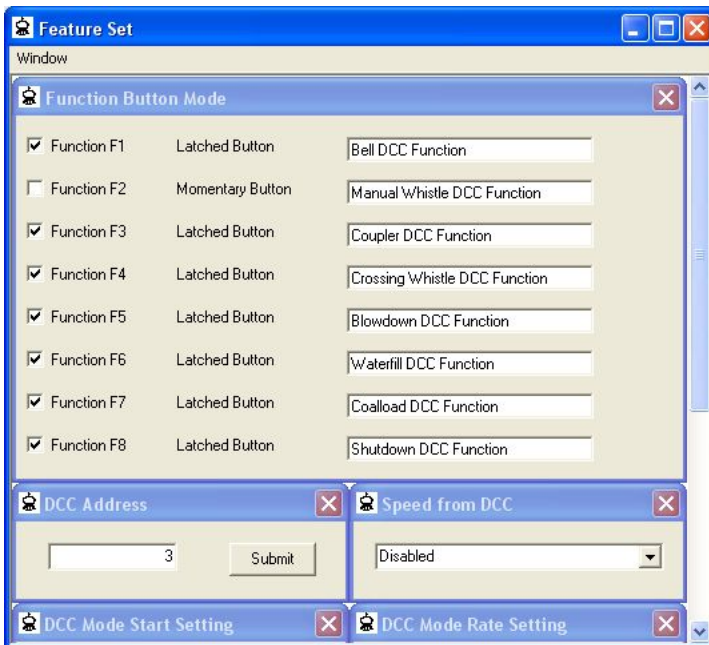 Feature Set
Window
Function Button Mode
Function F1 Latched Button Bell DCC Function
Function F2 Momentary Button Manual Whistle DCC Function
Function F3 Latched Button Coupler DCC Function
Function F4 Latched Button Crossing Whistle DCC Function
Function F5 Latched Button Blowdown DCC Function
Function F6 Latched Button Waterfill DCC Function
Function F7 Latched Button Coalload DCC Function
Function F8 Latched Button Shutdown DCC Function
DCC Address Speed from DCC
3 Submit Disabled
DCC Mode Start Setting DCC Mode Rate Setting